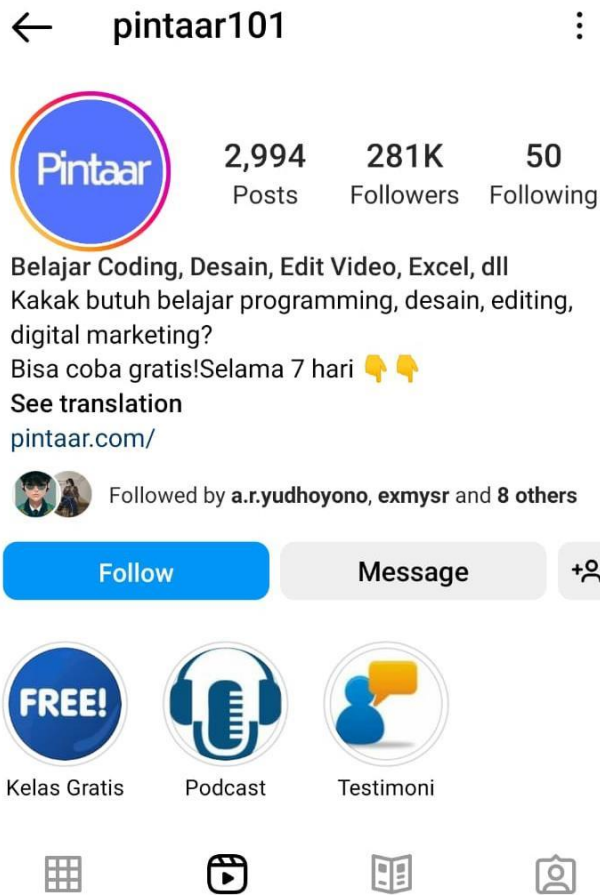 pintaar101
Pintaar
2,994
281K
50
Posts
Followers
Following
Belajar Coding, Desain, Edit Video, Excel, dll
Kakak butuh belajar programming, desain, editing,
digital marketing?
Bisa coba gratis!Selama 7 hari 👇👇
See translation
pintaar.com/
Followed by a.r.yudhoyono, exmysr and 8 others
Follow
Message
FREE!
Kelas Gratis
Podcast
Testimoni